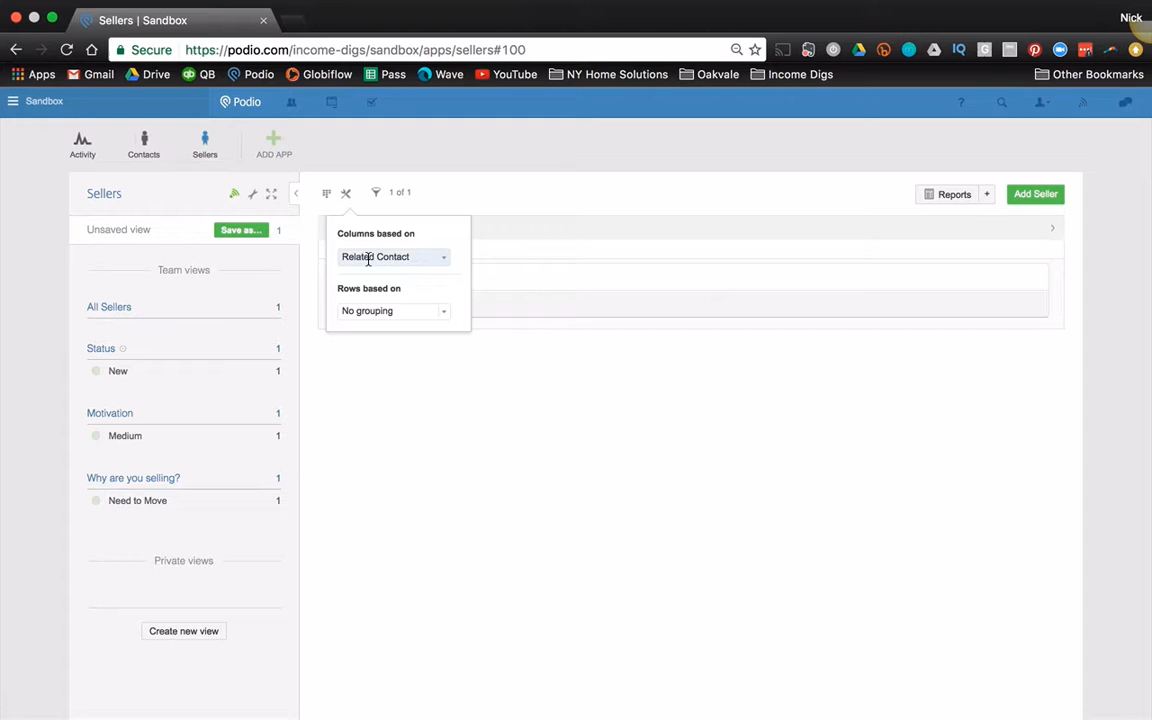 Sellers | Sandbox
Nick
Secure https://podio.com/income-digs/sandbox/apps/sellers#100
Apps Gmail Drive QB Podio Globiflow Pass Wave YouTube NY Home Solutions Oakvale Income Digs Other Bookmarks
Sandbox Podio ?
Activity Contacts Sellers ADD APP
Sellers 1 of 1 Reports + Add Seller
Unsaved view Save as... 1
Columns based on
Related Contact
Rows based on
No grouping
Team views
All Sellers 1
Status 1
New 1
Motivation 1
Medium 1
Why are you selling? 1
Need to Move 1
Private views
Create new view